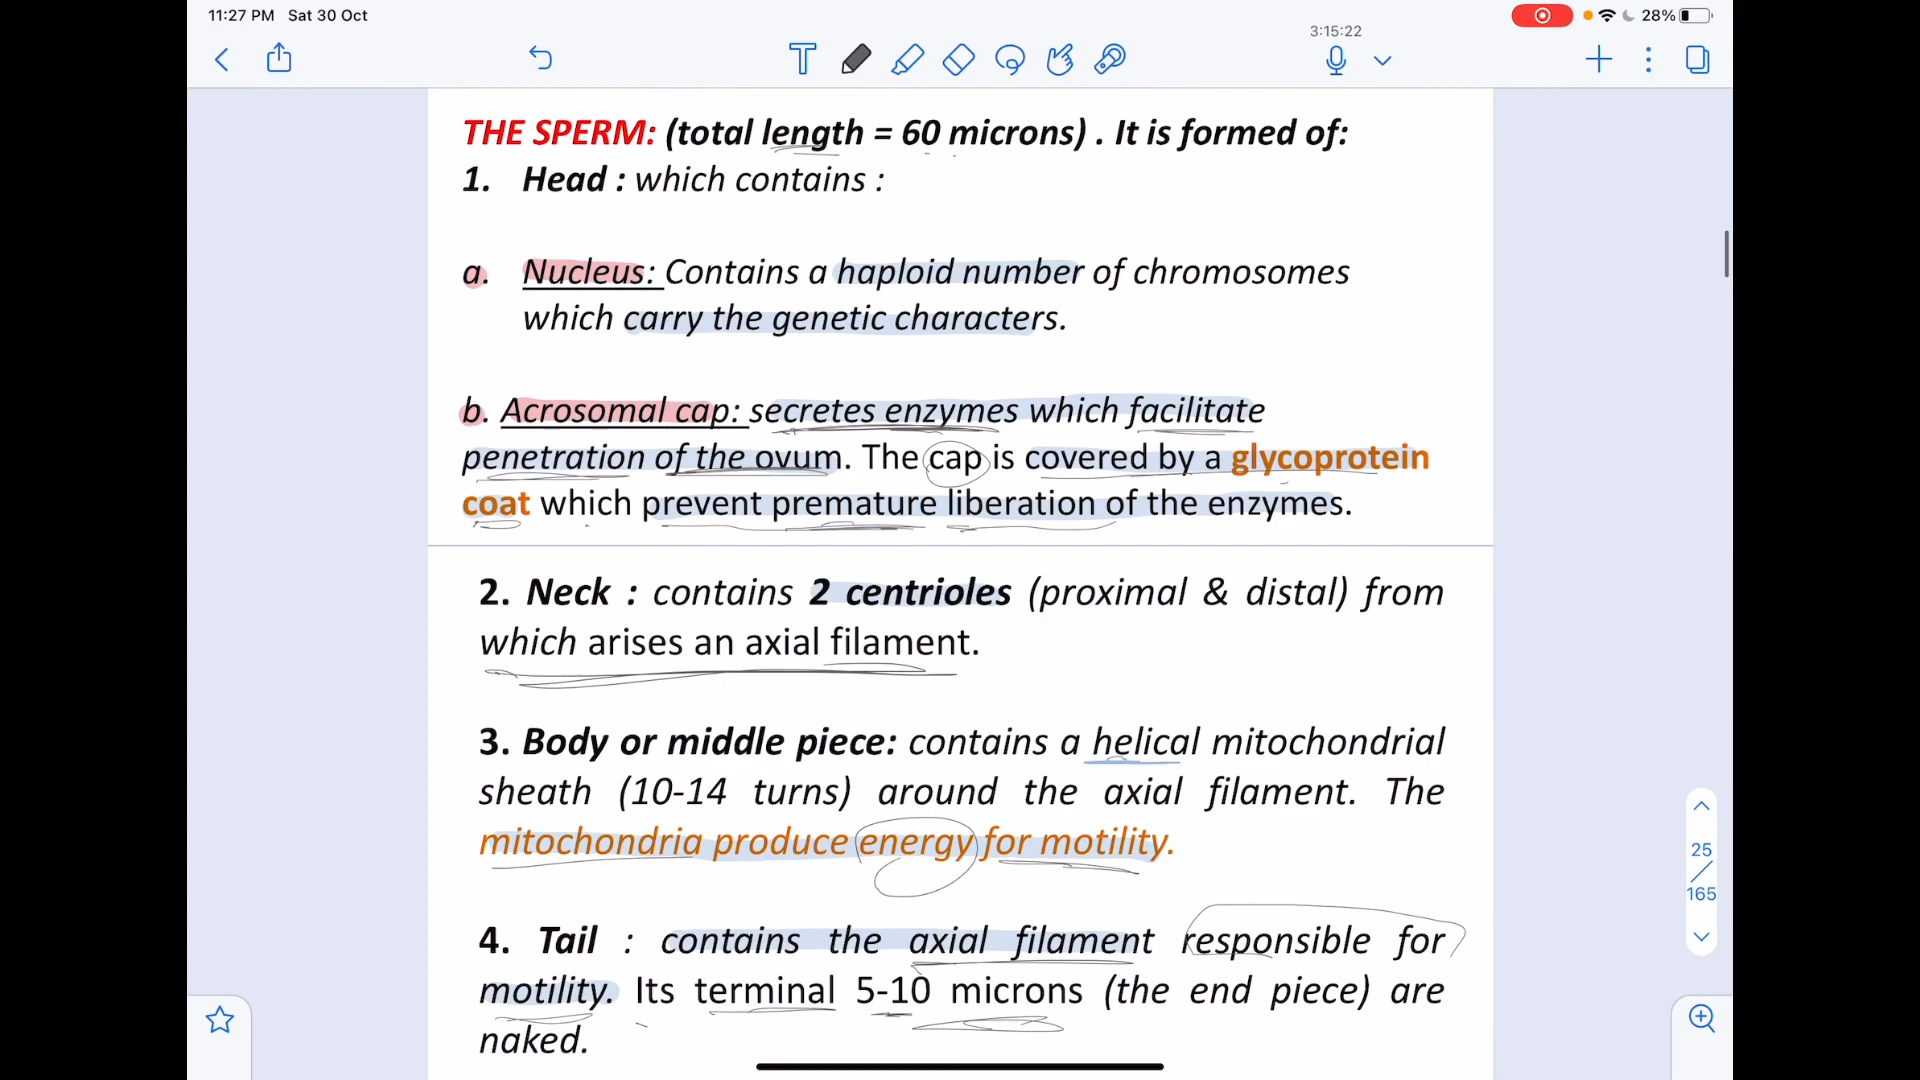 11:27 PM Sat 30 Oct
28%
3:15:22
THE SPERM: (total length = 60 microns) . It is formed of:
1. Head : which contains :
a. Nucleus: Contains a haploid number of chromosomes
which carry the genetic characters.
b. Acrosomal cap: secretes enzymes which facilitate
penetration of the ovum. The cap is covered by a glycoprotein
coat which prevent premature liberation of the enzymes.
2. Neck : contains 2 centrioles (proximal & distal) from
which arises an axial filament.
3. Body or middle piece: contains a helical mitochondrial
sheath (10-14 turns) around the axial filament. The
mitochondria produce energy for motility.
4. Tail : contains the axial filament responsible for
motility. Its terminal 5-10 microns (the end piece) are
naked.
25
165